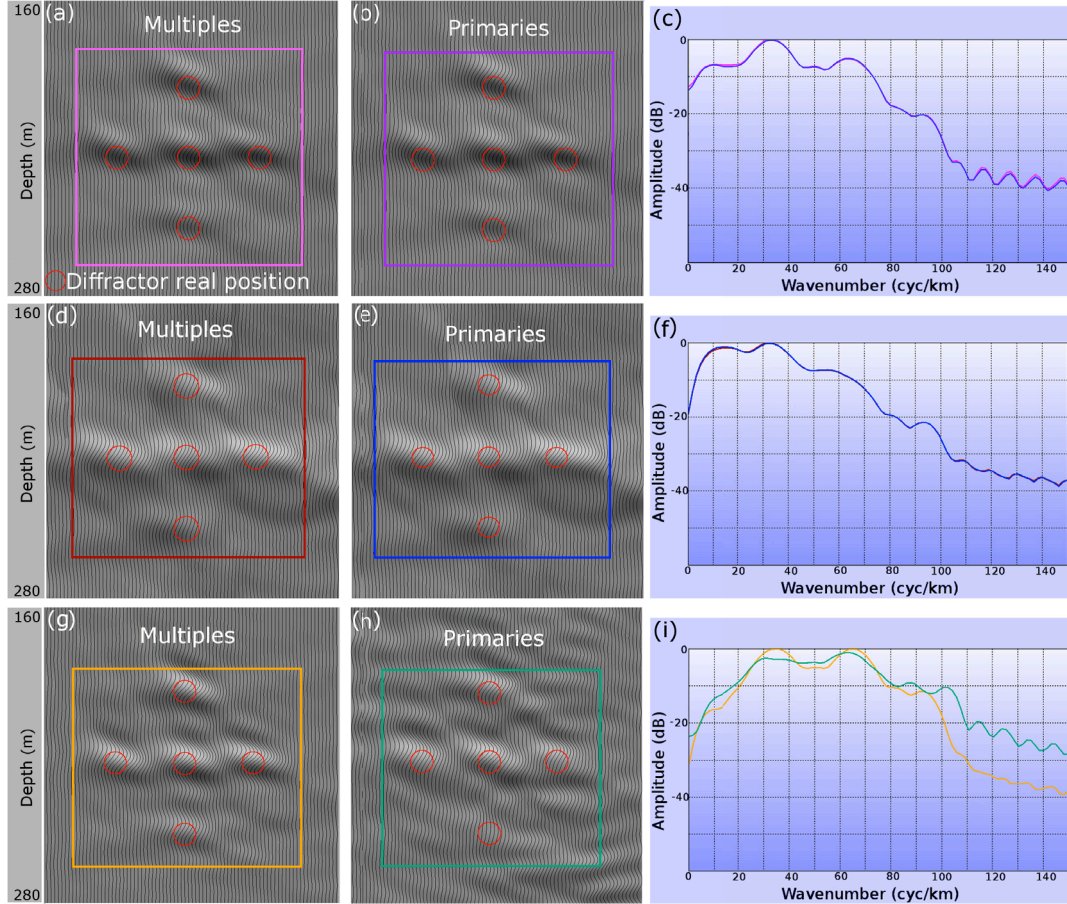 160
(a)
Multiples
Depth (m)
280
Diffractor real position
(b)
Primaries
(c)
Amplitude (dB)
0
-20
-40
0 20 40 60 80 100 120 140
Wavenumber (cyc/km)
160
(d)
Multiples
Depth (m)
280
(e)
Primaries
(f)
Amplitude (dB)
0
-20
-40
0 20 40 60 80 100 120 140
Wavenumber (cyc/km)
160
(g)
Multiples
Depth (m)
280
(h)
Primaries
(i)
Amplitude (dB)
0
-20
-40
0 20 40 60 80 100 120 140
Wavenumber (cyc/km)